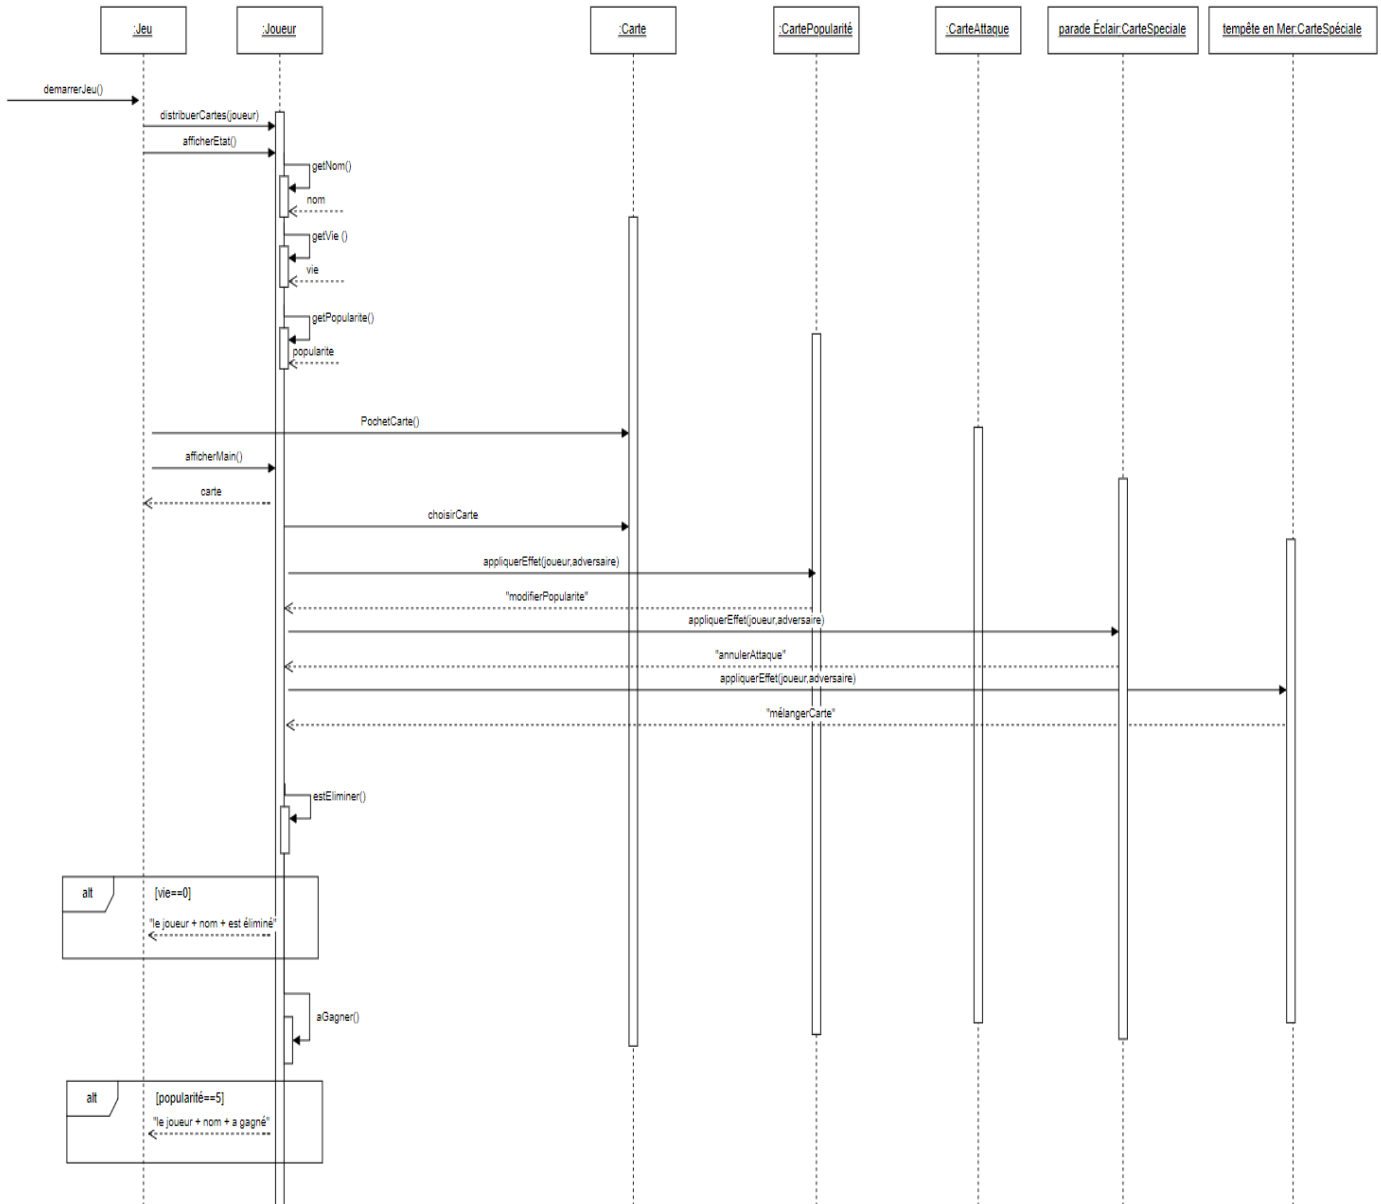 :Jeu
:Joueur
:Carte
:CartePopularité
:CarteAttaque
parade Éclair:CarteSpeciale
tempête en Mer:CarteSpéciale
demarrerJeu()
distribuerCartes(joueur)
afficherEtat()
getNom()
nom
getVie ()
vie
getPopularite()
popularite
PochetCarte()
afficherMain()
carte
choisirCarte
appliquerEffet(joueur,adversaire)
"modifierPopularite"
appliquerEffet(joueur,adversaire)
"annulerAttaque"
appliquerEffet(joueur,adversaire)
"mélangerCarte"
estEliminer()
alt
[vie==0]
"le joueur + nom + est éliminé"
aGagner()
alt
[popularité==5]
"le joueur + nom + a gagné"